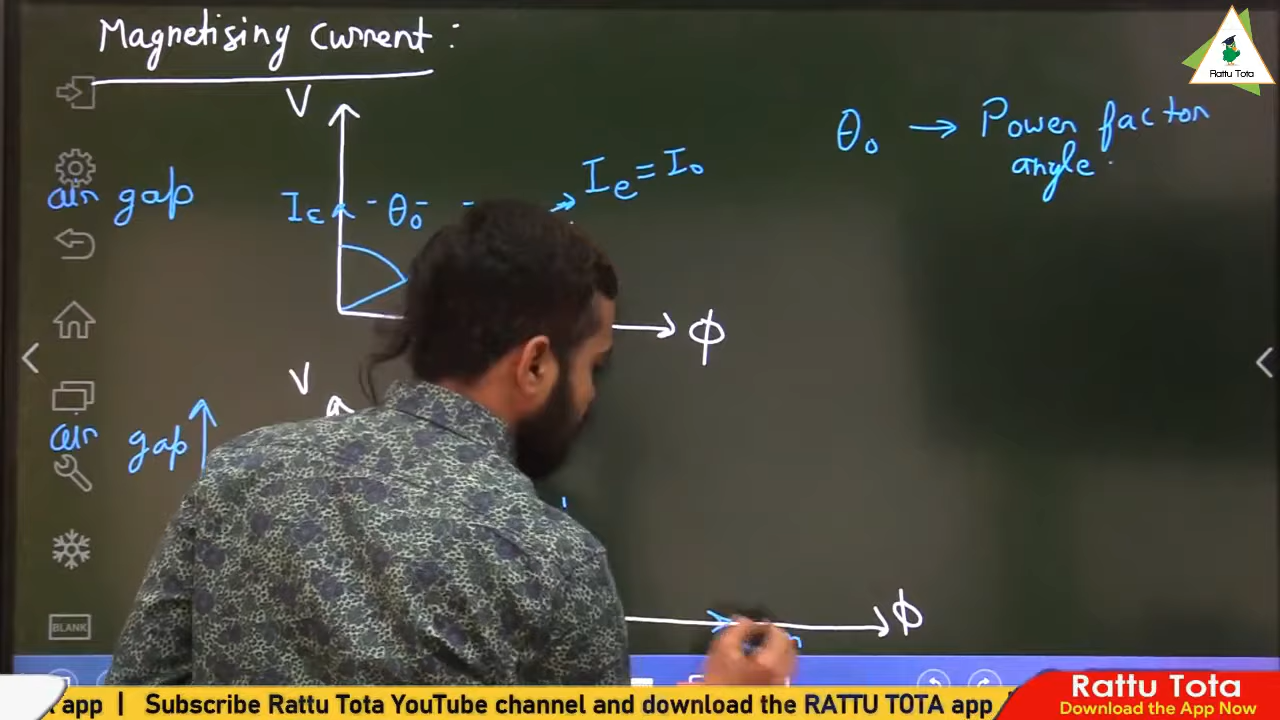 Magnetising Current :
V
θ₀ → Power factor
angle.
Ie = I₀
air gap
Ic
θ₀
ϕ
V
air gap ↑
ϕ
BLANK
Rattu Tota
app | Subscribe Rattu Tota YouTube channel and download the RATTU TOTA app
Rattu Tota
Download the App Now